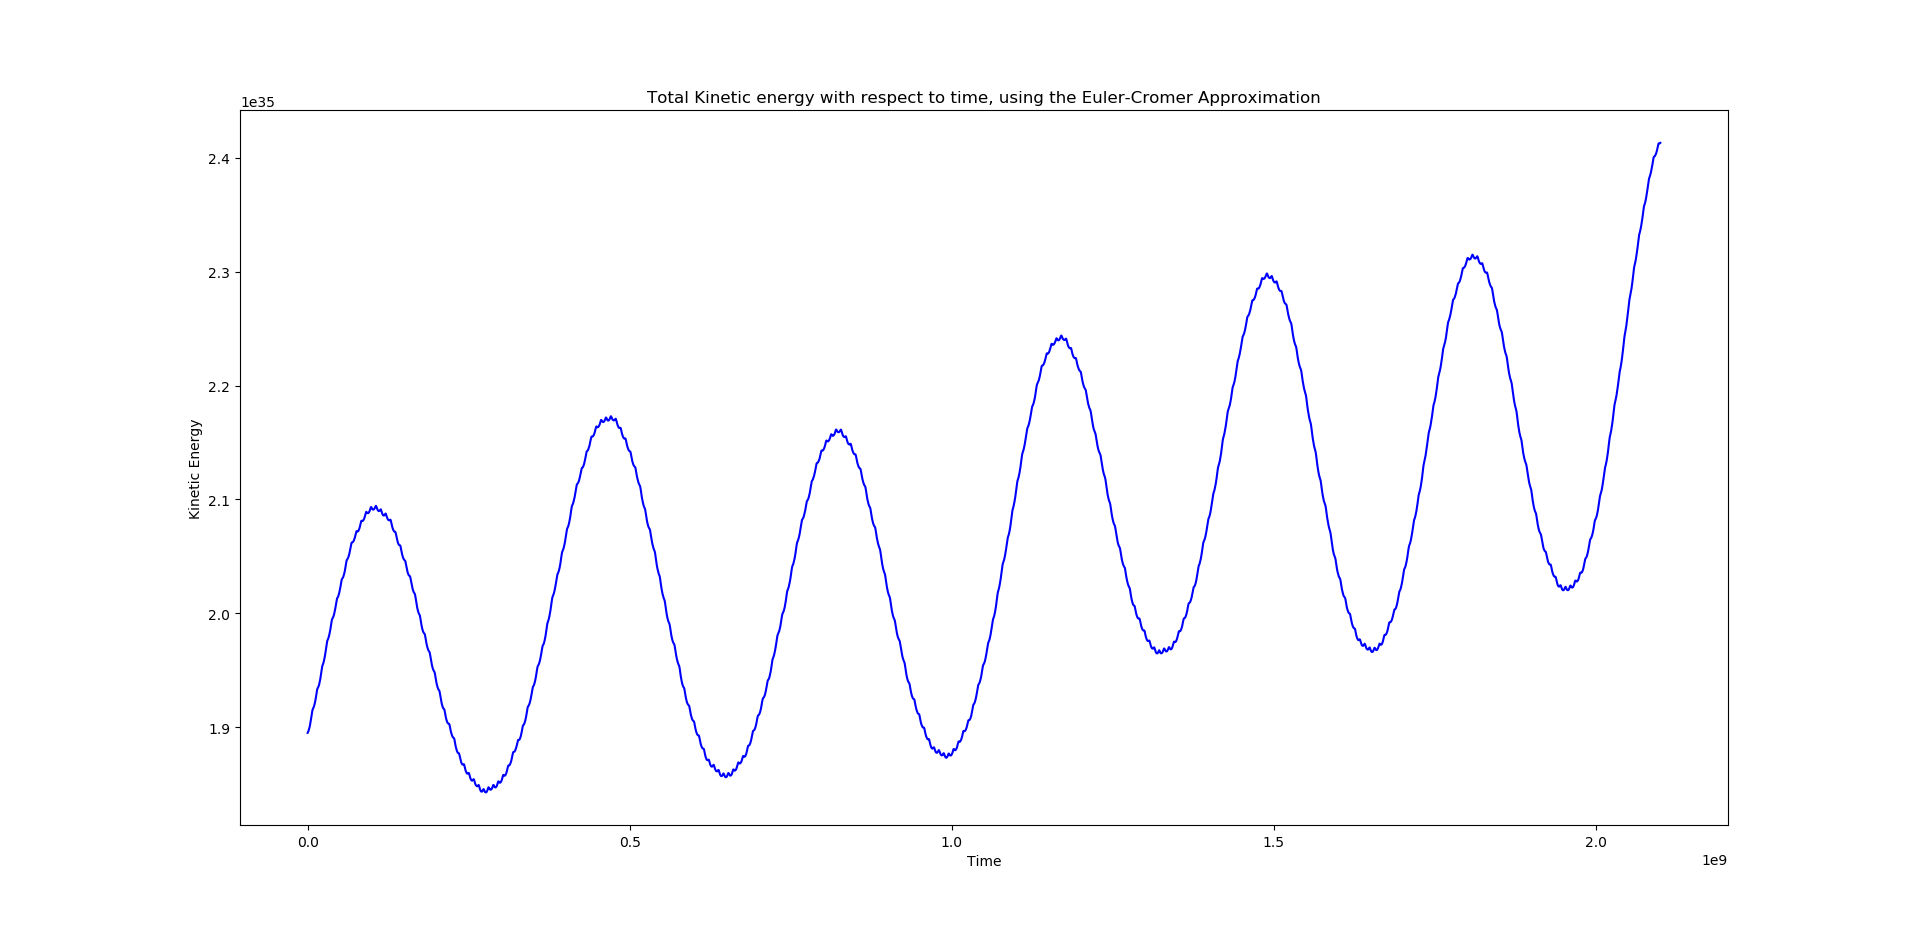 Total Kinetic energy with respect to time, using the Euler-Cromer Approximation
1e35
2.4
2.3
2.2
2.1
2.0
1.9
Kinetic Energy
0.0 0.5 1.0 1.5 2.0
Time
1e9